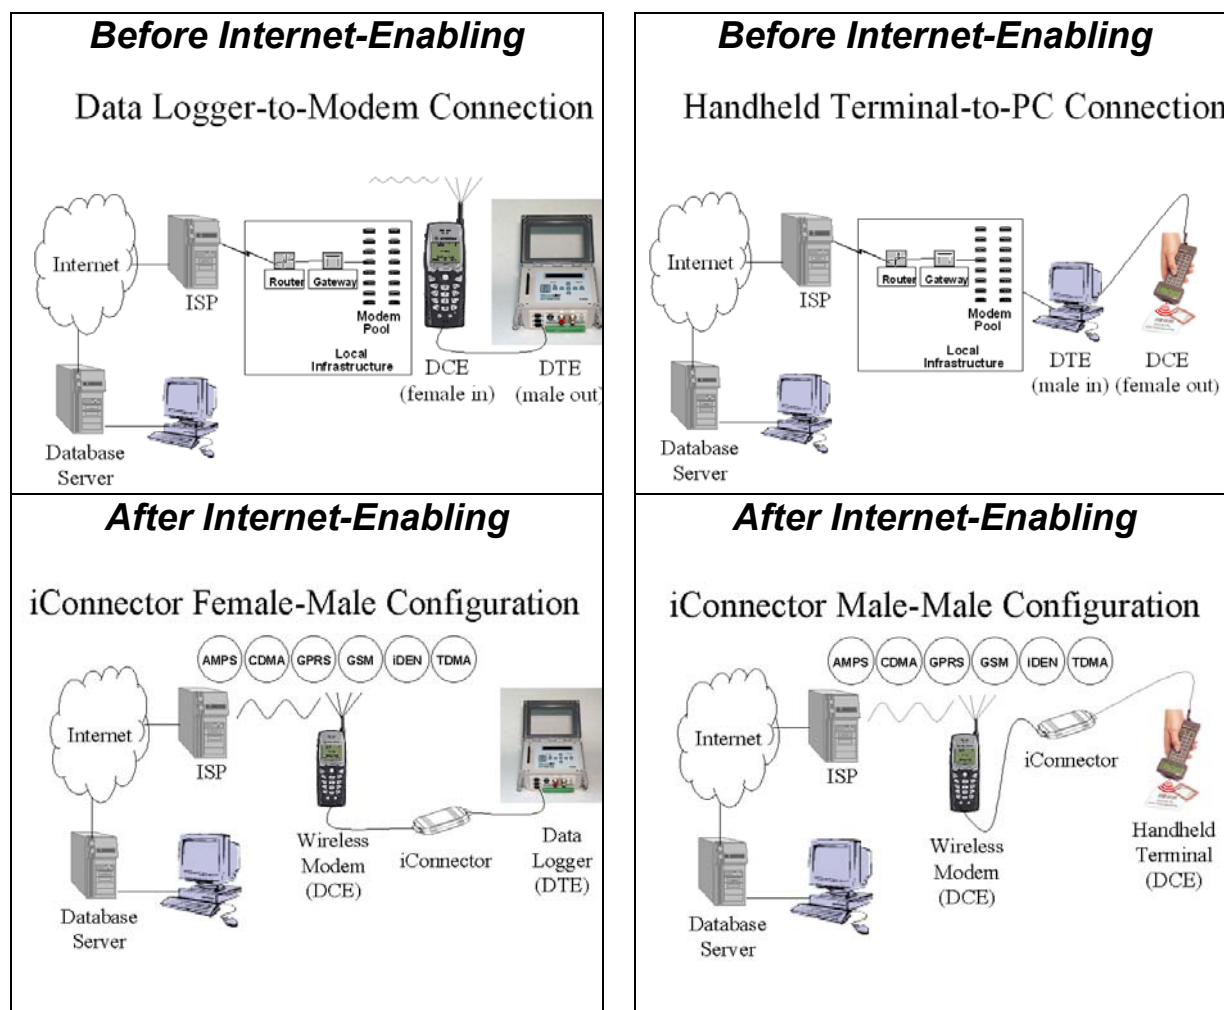 Before Internet-Enabling
Data Logger-to-Modem Connection
Internet
ISP
Router
Gateway
Modem
Pool
Local
Infrastructure
DCE
(female in)
DTE
(male out)
Database
Server
Before Internet-Enabling
Handheld Terminal-to-PC Connection
Internet
ISP
Router
Gateway
Modem
Pool
Local
Infrastructure
DTE
(male in)
DCE
(female out)
Database
Server
After Internet-Enabling
iConnector Female-Male Configuration
AMPS CDMA GPRS GSM iDEN TDMA
Internet
ISP
Wireless
Modem
(DCE)
iConnector
Data
Logger
(DTE)
Database
Server
After Internet-Enabling
iConnector Male-Male Configuration
AMPS CDMA GPRS GSM iDEN TDMA
Internet
ISP
iConnector
Wireless
Modem
(DCE)
Handheld
Terminal
(DCE)
Database
Server